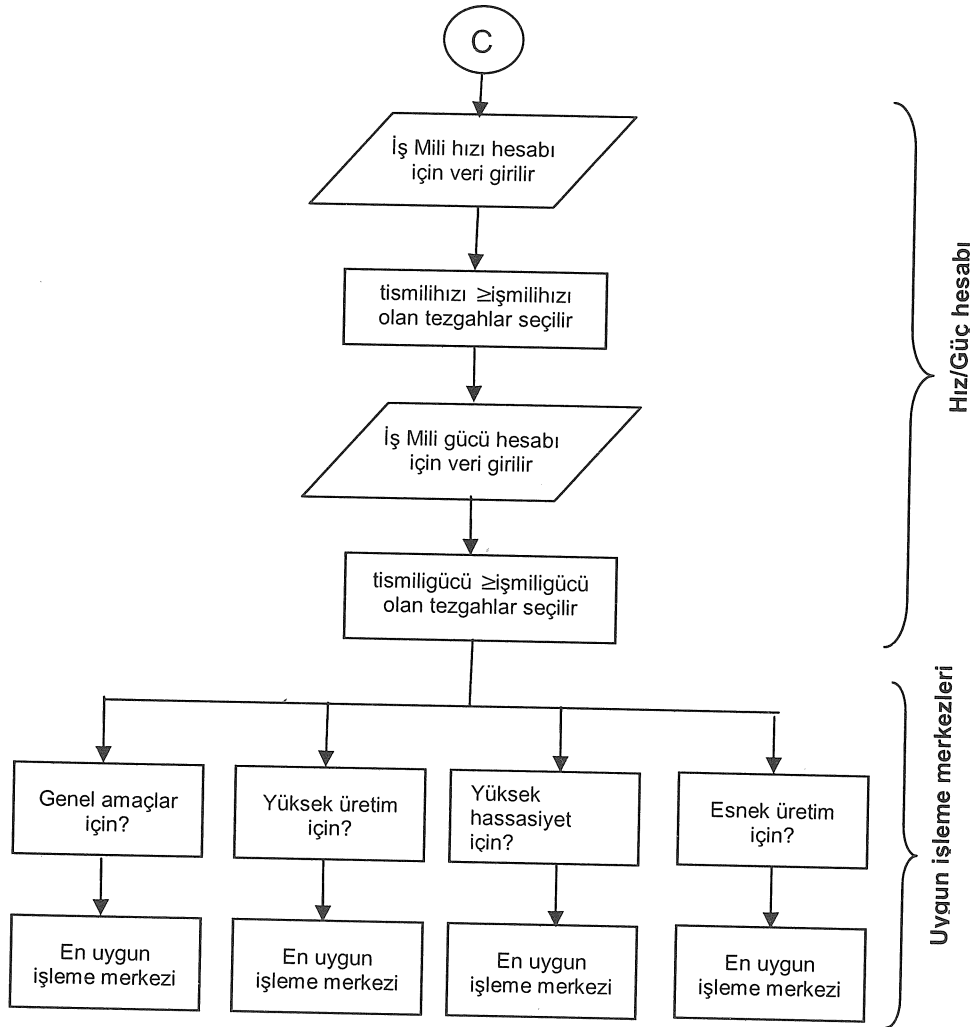 C
İş Mili hızı hesabı
için veri girilir
tismilihızı ≥işmilihızı
olan tezgahlar seçilir
İş Mili gücü hesabı
için veri girilir
tismiligücü ≥işmiligücü
olan tezgahlar seçilir
Hız/Güç hesabı
Genel amaçlar
için?
Yüksek üretim
için?
Yüksek
hassasiyet
için?
Esnek üretim
için?
En uygun
işleme merkezi
En uygun
işleme merkezi
En uygun
işleme merkezi
En uygun
işleme merkezi
Uygun işleme merkezleri